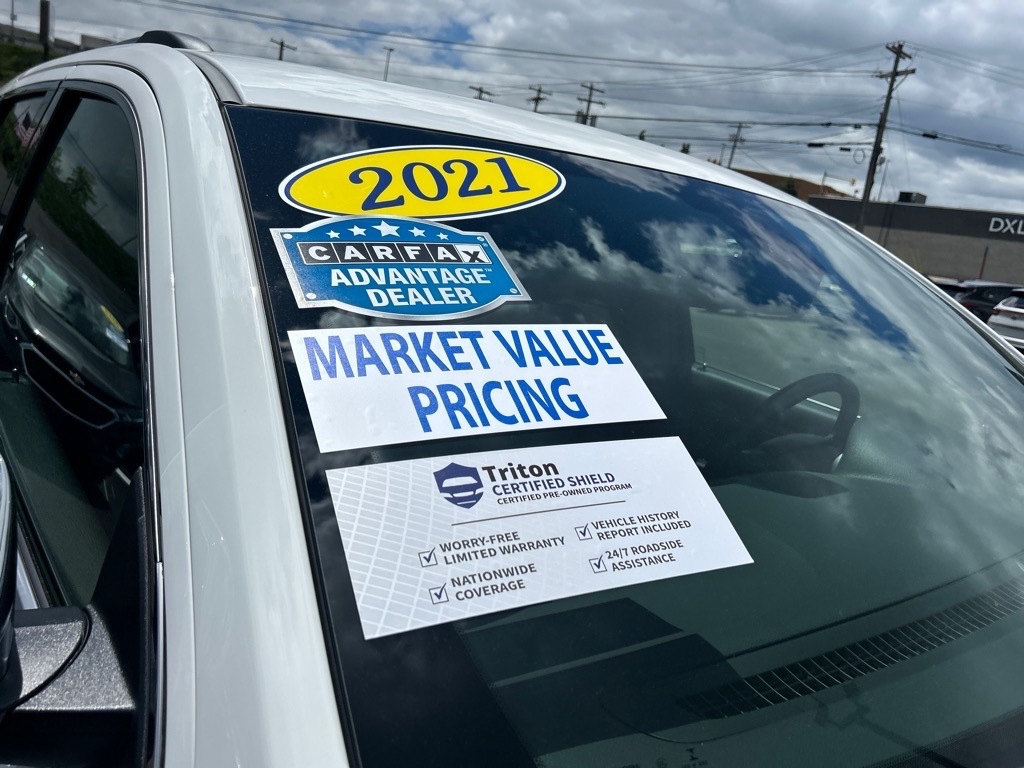 2021
CARFAX
ADVANTAGE™
DEALER
MARKET VALUE
PRICING
Triton
CERTIFIED SHIELD
CERTIFIED PRE-OWNED PROGRAM
WORRY-FREE
LIMITED WARRANTY
NATIONWIDE
COVERAGE
VEHICLE HISTORY
REPORT INCLUDED
24/7 ROADSIDE
ASSISTANCE
DXL